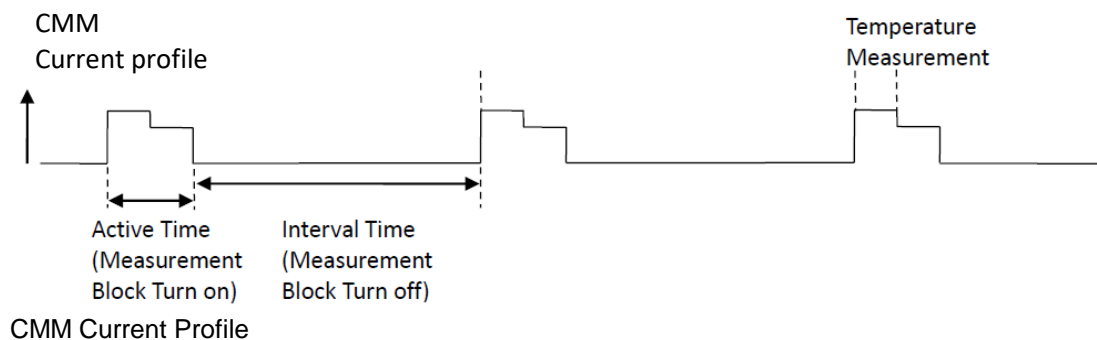 CMM
Current profile
Temperature
Measurement
Active Time
(Measurement
Block Turn on)
Interval Time
(Measurement
Block Turn off)
CMM Current Profile